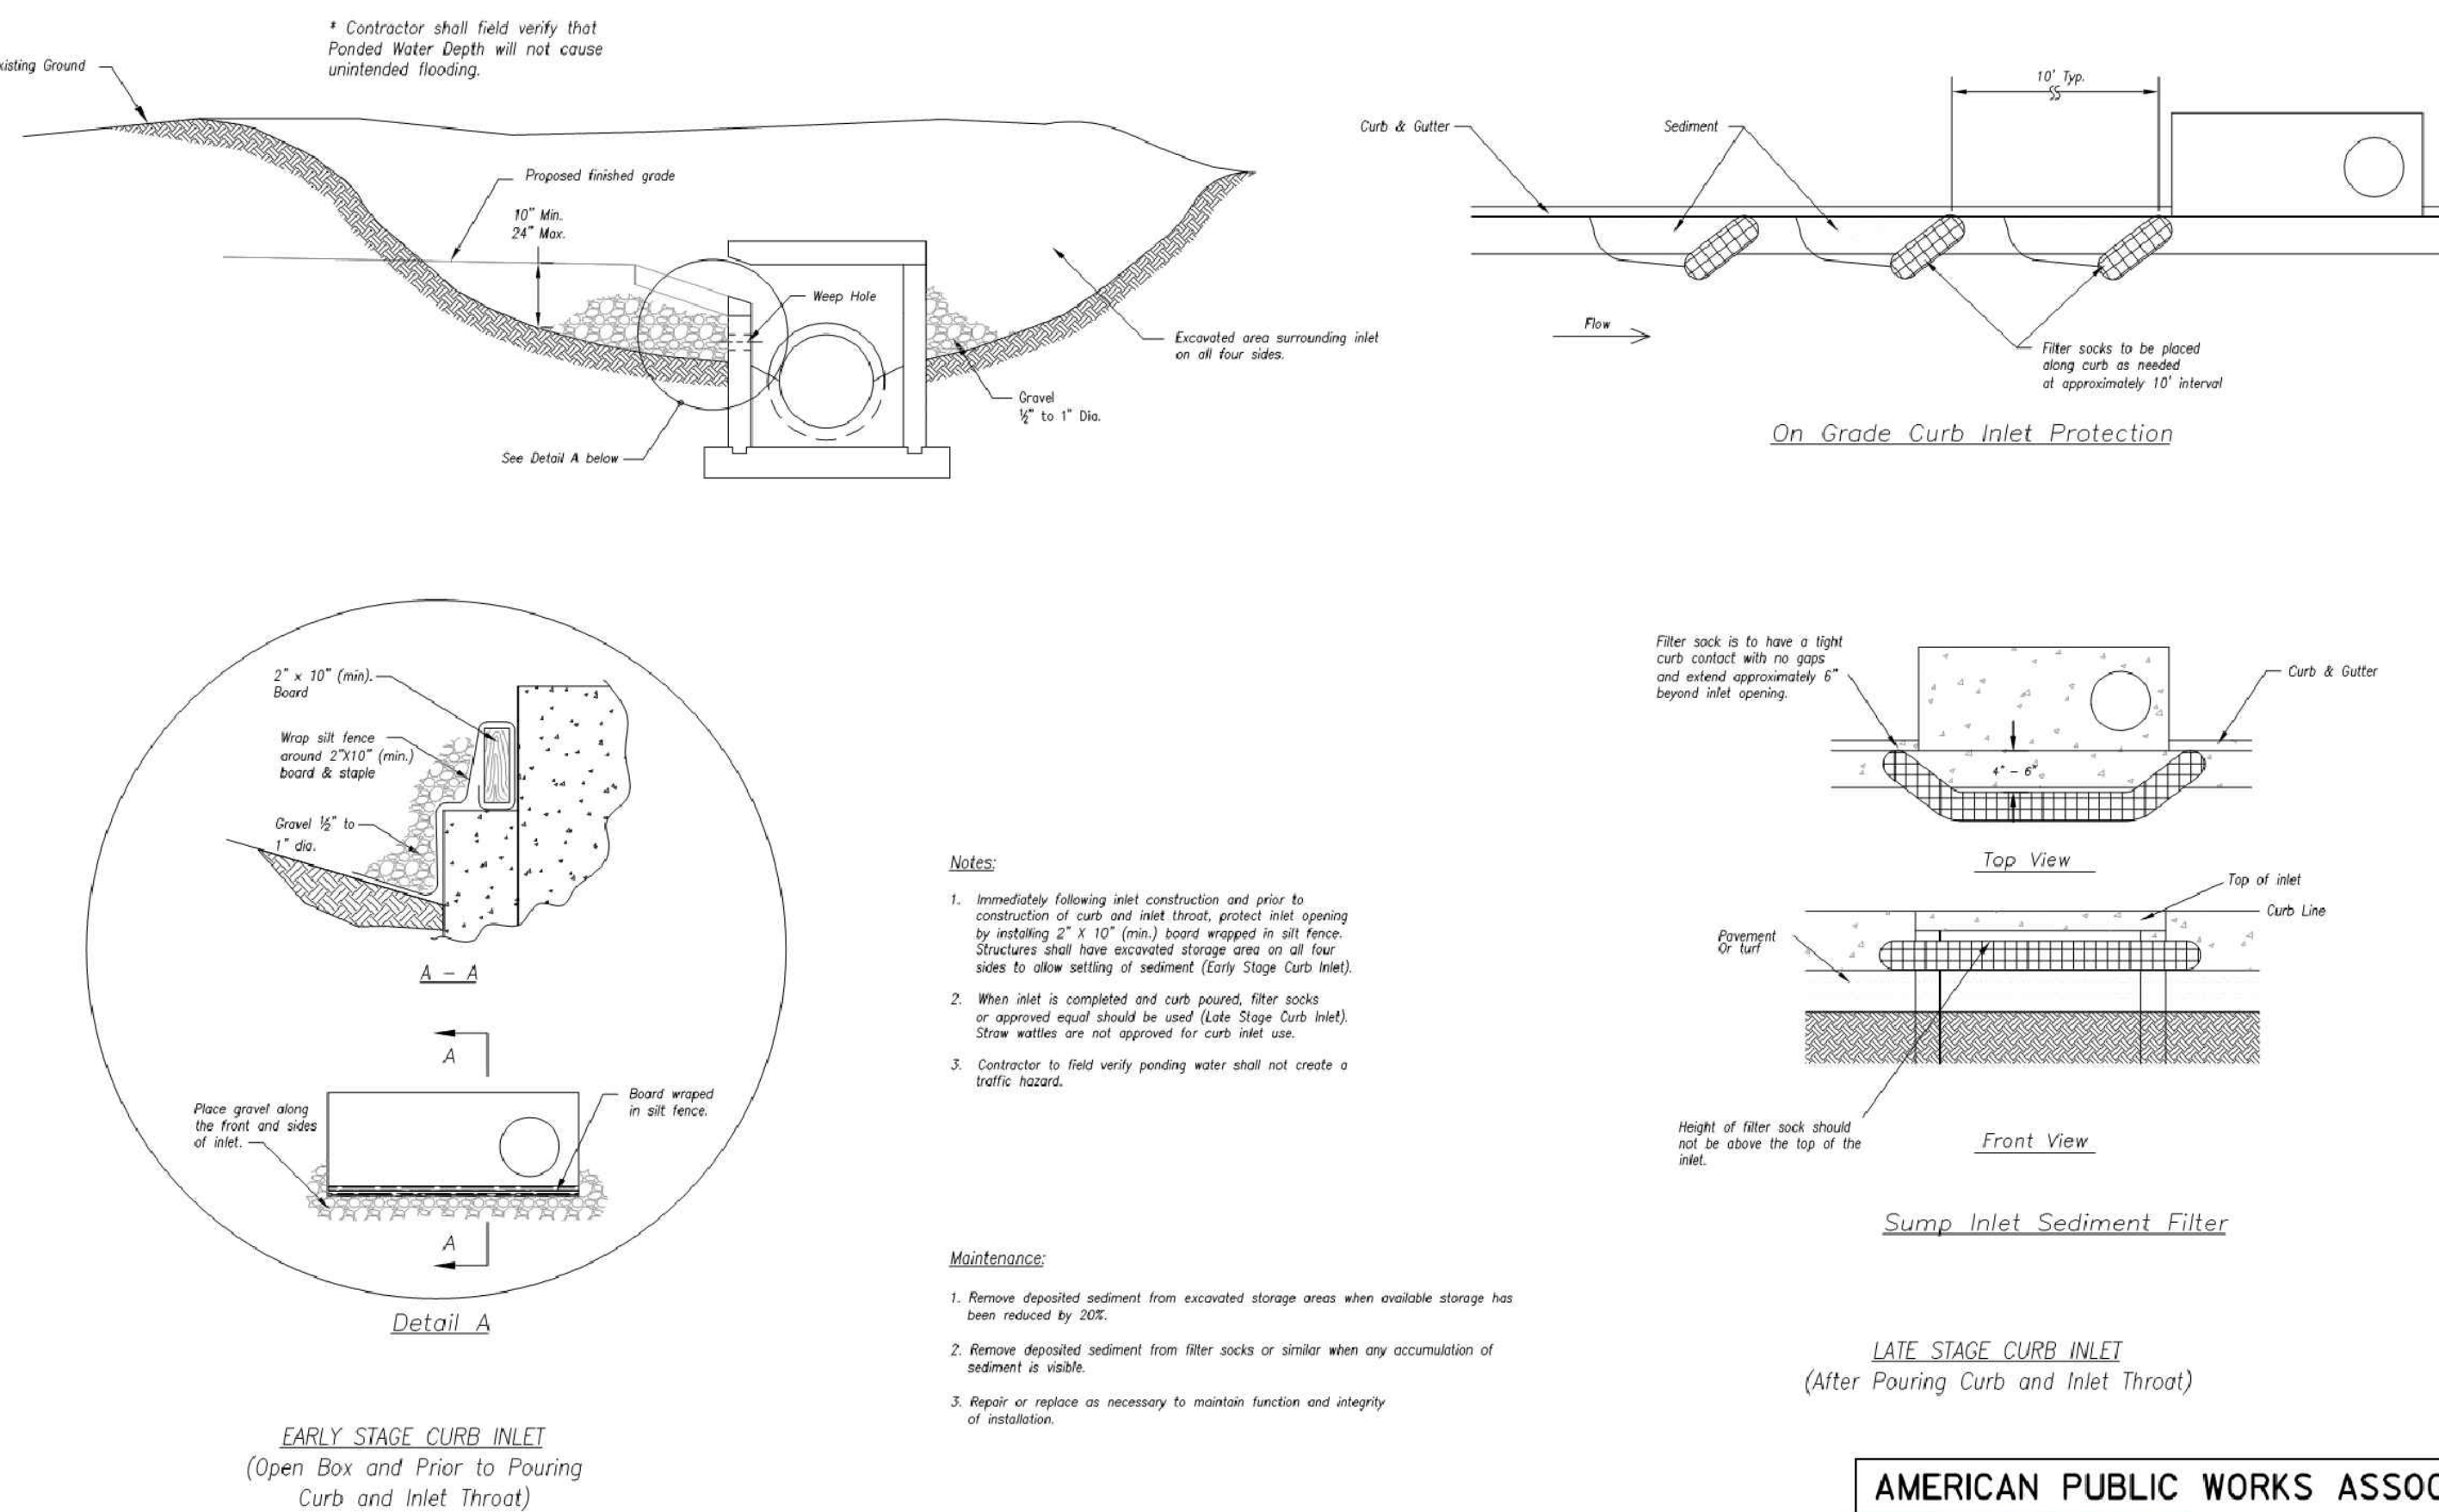 * Contractor shall field verify that
Ponded Water Depth will not cause
unintended flooding.
xisting Ground
Proposed finished grade
10" Min.
24" Max.
Weep Hole
Excavated area surrounding inlet
on all four sides.
Gravel
½" to 1" Dia.
See Detail A below
10' Typ.
Curb & Gutter
Sediment
Flow
Filter socks to be placed
along curb as needed
at approximately 10' interval
On Grade Curb Inlet Protection
2" x 10" (min).
Board
Wrap silt fence
around 2"X10" (min.)
board & staple
Gravel ½" to
1" dia.
A - A
A
Place gravel along
the front and sides
of inlet.
Board wraped
in silt fence.
A
Detail A
EARLY STAGE CURB INLET
(Open Box and Prior to Pouring
Curb and Inlet Throat)
Notes:
1. Immediately following inlet construction and prior to
construction of curb and inlet throat, protect inlet opening
by installing 2" X 10" (min.) board wrapped in silt fence.
Structures shall have excavated storage area on all four
sides to allow settling of sediment (Early Stage Curb Inlet).
2. When inlet is completed and curb poured, filter socks
or approved equal should be used (Late Stage Curb Inlet).
Straw wattles are not approved for curb inlet use.
3. Contractor to field verify ponding water shall not create a
traffic hazard.
Maintenance:
1. Remove deposited sediment from excavated storage areas when available storage has
been reduced by 20%.
2. Remove deposited sediment from filter socks or similar when any accumulation of
sediment is visible.
3. Repair or replace as necessary to maintain function and integrity
of installation.
Filter sock is to have a tight
curb contact with no gaps
and extend approximately 6"
beyond inlet opening.
Curb & Gutter
4" - 6"
Top View
Top of inlet
Curb Line
Pavement
Or turf
Height of filter sock should
not be above the top of the
inlet.
Front View
Sump Inlet Sediment Filter
LATE STAGE CURB INLET
(After Pouring Curb and Inlet Throat)
AMERICAN PUBLIC WORKS ASSOC